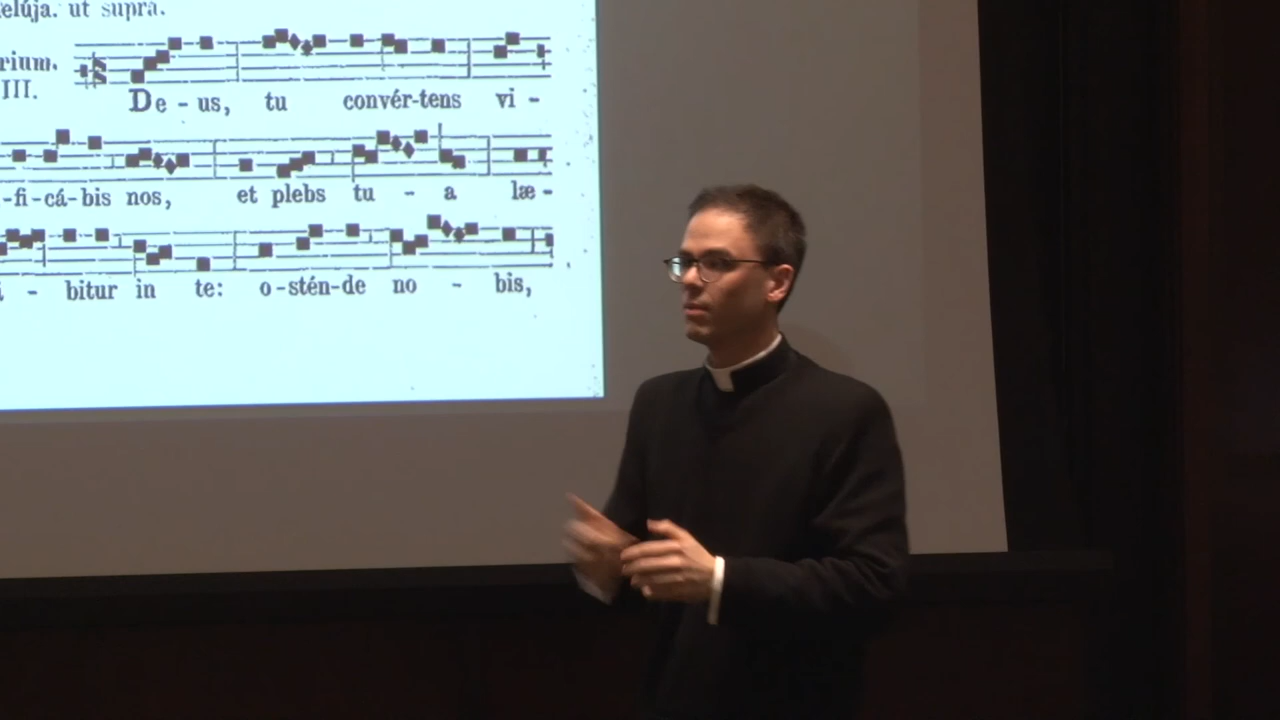 elúja. ut supra.
rium. III.
De - us, tu convér-tens vi -
-fi-cá-bis nos, et plebs tu - a læ-
- bitur in te: o-stén-de no - bis,